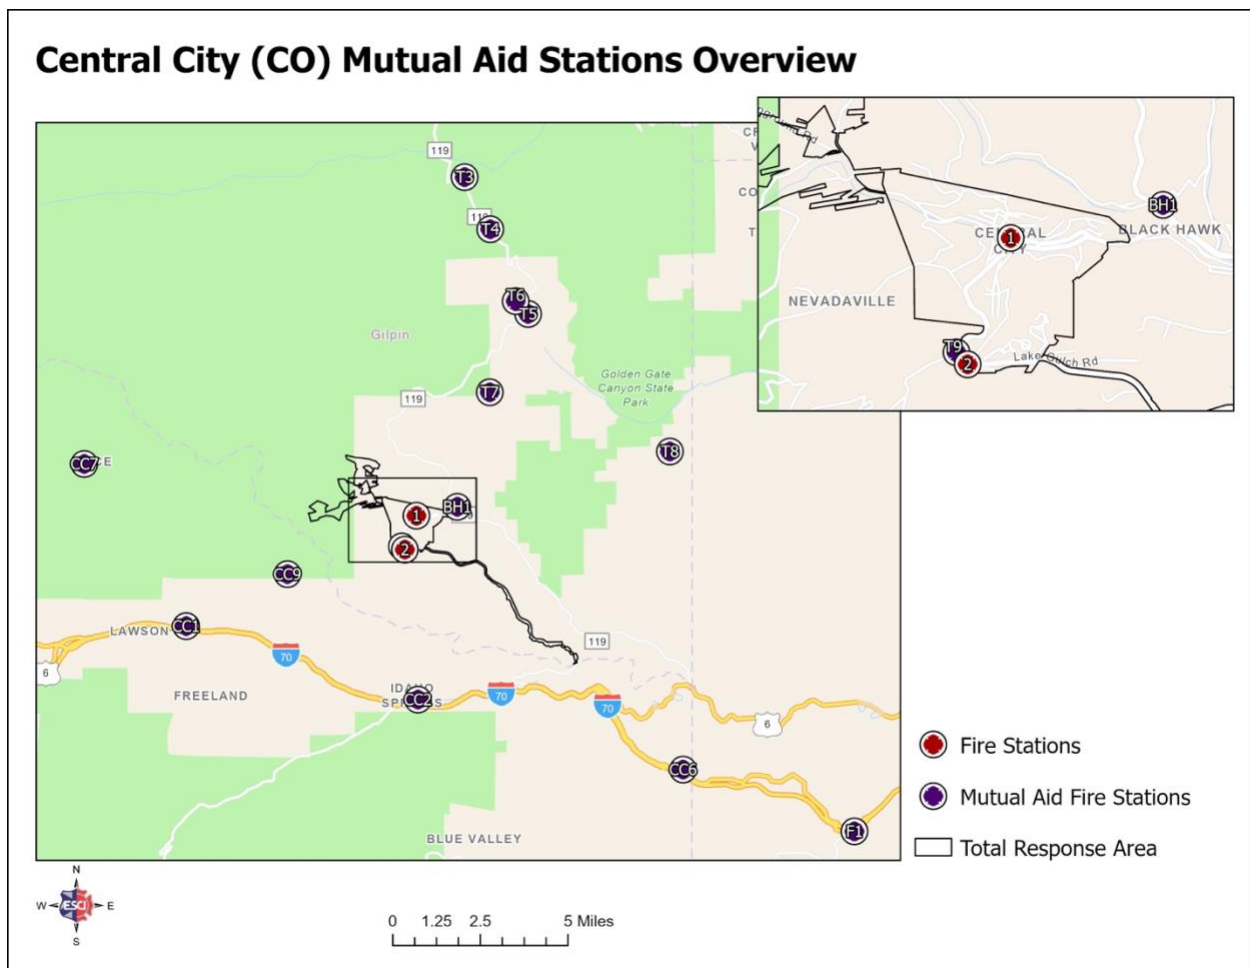 Central City (CO) Mutual Aid Stations Overview
119
T3
119
T4
T6
T5
Gilpin
Golden Gate
Canyon State
Park
119
T7
T8
CC7
BH1
1
2
CC9
119
LAWSON
CC1
70
6
FREELAND
IDAHO
SPRINGS
CC2
70
70
6
CC6
F1
BLUE VALLEY
BH1
CENTRAL
CITY
1
BLACK HAWK
NEVADAVILLE
T9
2
Lake Gulch Rd
Fire Stations
Mutual Aid Fire Stations
Total Response Area
N
W
ESCI
E
S
0 1.25 2.5 5 Miles